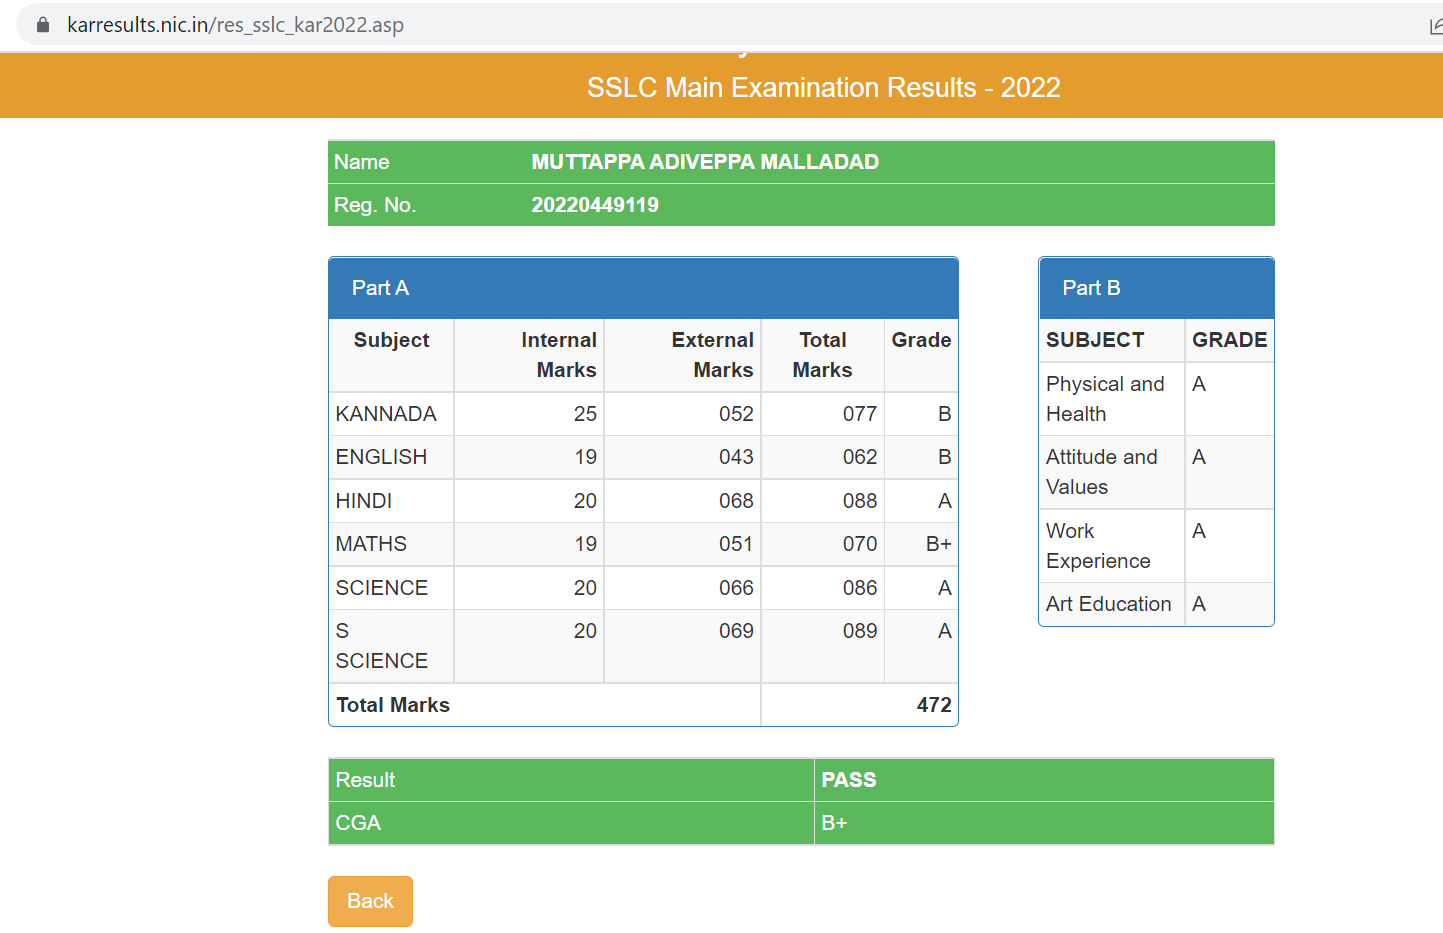 karresults.nic.in/res_sslc_kar2022.asp
SSLC Main Examination Results - 2022
Name MUTTAPPA ADIVEPPA MALLADAD
Reg. No. 20220449119
Part A
Subject Internal Marks External Marks Total Marks Grade
KANNADA 25 052 077 B
ENGLISH 19 043 062 B
HINDI 20 068 088 A
MATHS 19 051 070 B+
SCIENCE 20 066 086 A
S SCIENCE 20 069 089 A
Total Marks 472
Part B
SUBJECT GRADE
Physical and Health A
Attitude and Values A
Work Experience A
Art Education A
Result PASS
CGA B+
Back